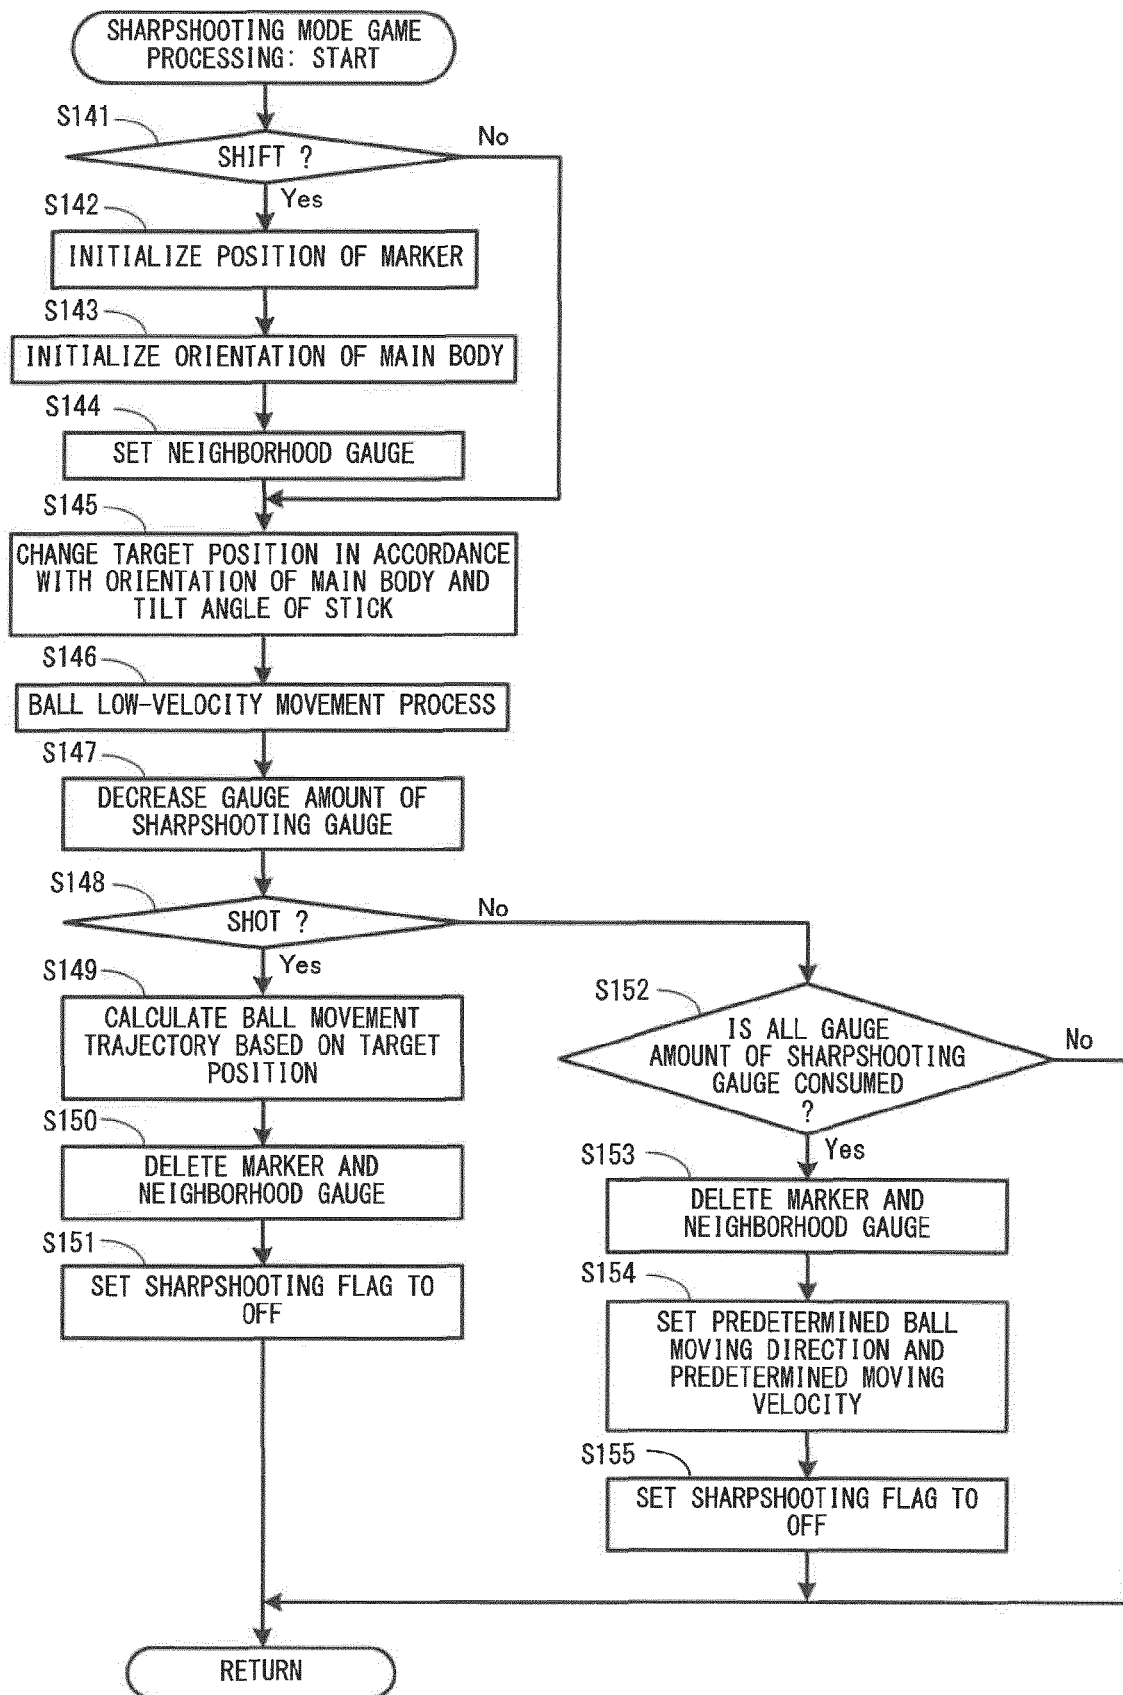 SHARPSHOOTING MODE GAME
PROCESSING: START
S141
No
SHIFT ?
Yes
S142
INITIALIZE POSITION OF MARKER
S143
INITIALIZE ORIENTATION OF MAIN BODY
S144
SET NEIGHBORHOOD GAUGE
S145
CHANGE TARGET POSITION IN ACCORDANCE
WITH ORIENTATION OF MAIN BODY AND
TILT ANGLE OF STICK
S146
BALL LOW-VELOCITY MOVEMENT PROCESS
S147
DECREASE GAUGE AMOUNT OF
SHARPSHOOTING GAUGE
S148
SHOT ?
No
Yes
S149
CALCULATE BALL MOVEMENT
TRAJECTORY BASED ON TARGET
POSITION
S150
DELETE MARKER AND
NEIGHBORHOOD GAUGE
S151
SET SHARPSHOOTING FLAG TO
OFF
S152
IS ALL GAUGE
AMOUNT OF SHARPSHOOTING
GAUGE CONSUMED
?
No
Yes
S153
DELETE MARKER AND
NEIGHBORHOOD GAUGE
S154
SET PREDETERMINED BALL
MOVING DIRECTION AND
PREDETERMINED MOVING
VELOCITY
S155
SET SHARPSHOOTING FLAG TO
OFF
RETURN